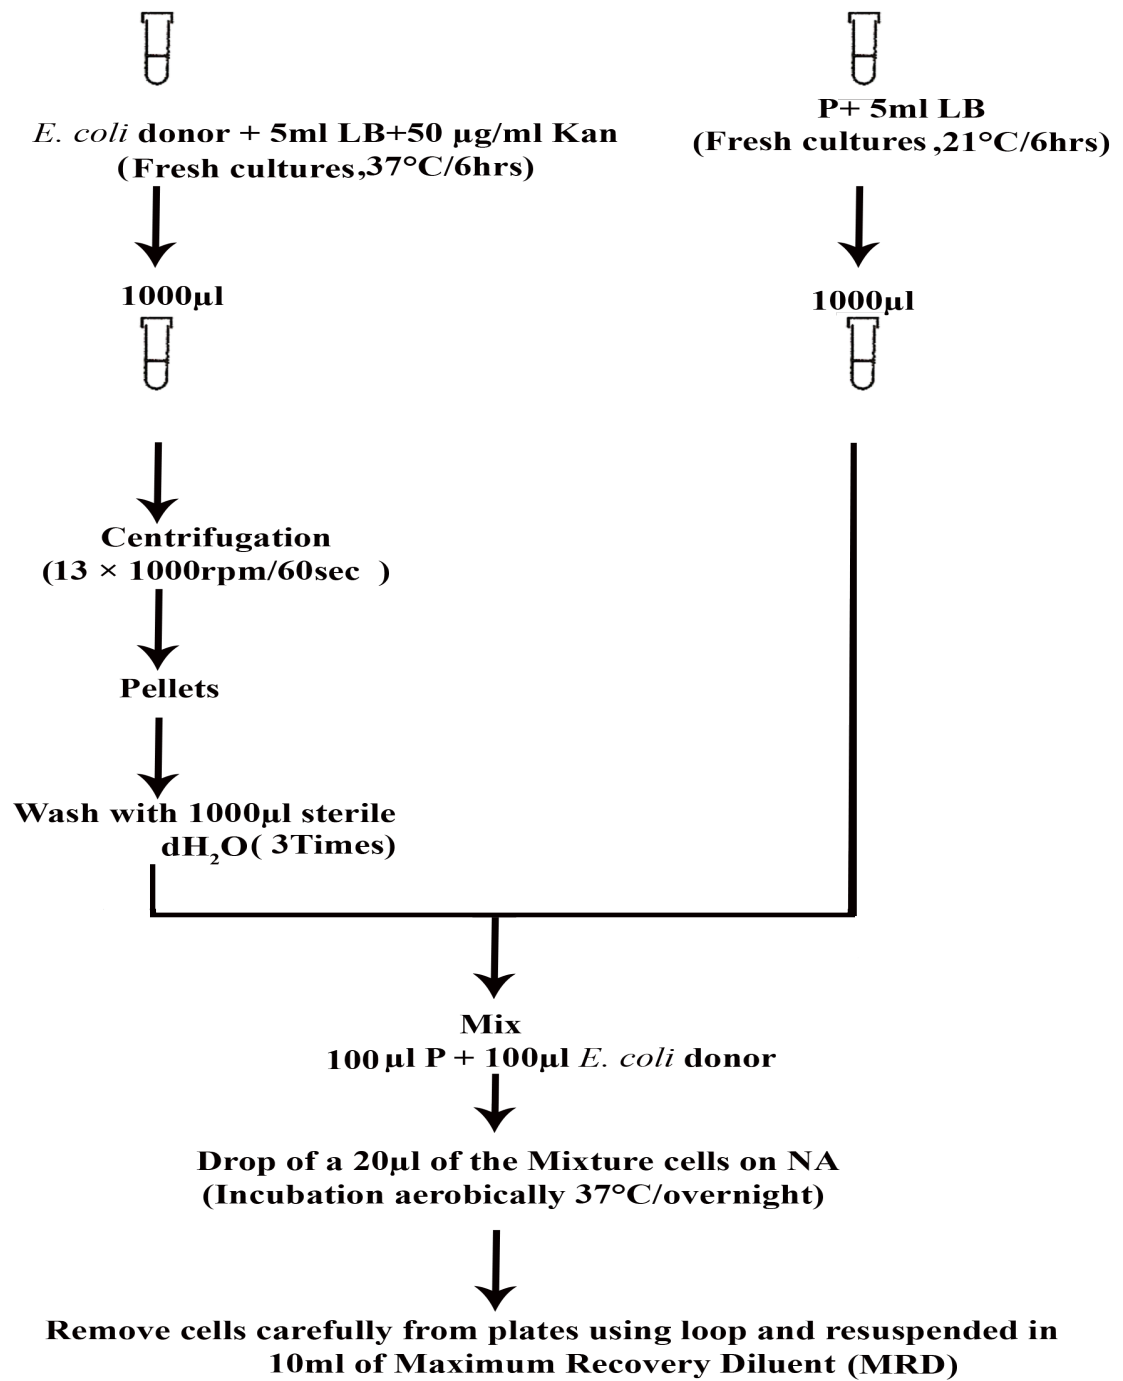 E. coli donor + 5ml LB+50 µg/ml Kan
(Fresh cultures,37°C/6hrs)
P+ 5ml LB
(Fresh cultures ,21°C/6hrs)
1000µl
1000µl
Centrifugation
(13 × 1000rpm/60sec )
Pellets
Wash with 1000µl sterile
dH₂O( 3Times)
Mix
100 µl P + 100µl E. coli donor
Drop of a 20µl of the Mixture cells on NA
(Incubation aerobically 37°C/overnight)
Remove cells carefully from plates using loop and resuspended in
10ml of Maximum Recovery Diluent (MRD)